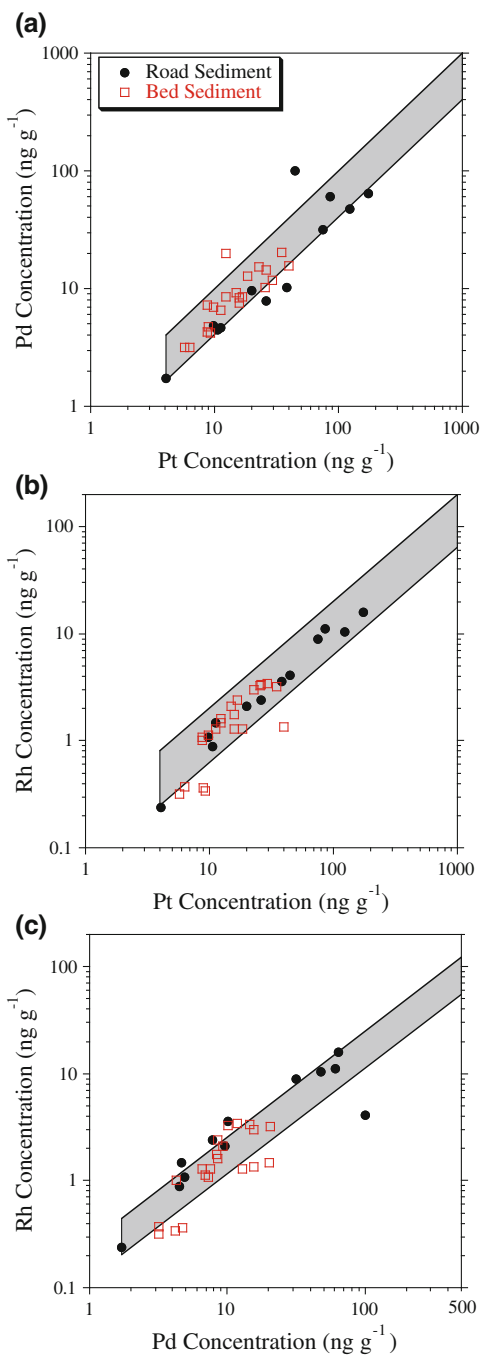 (a)
1000
100
10
1
Pd Concentration (ng g⁻¹)
Road Sediment
Bed Sediment
1 10 100 1000
Pt Concentration (ng g⁻¹)
(b)
100
10
1
0.1
Rh Concentration (ng g⁻¹)
1 10 100 1000
Pt Concentration (ng g⁻¹)
(c)
100
10
1
0.1
Rh Concentration (ng g⁻¹)
1 10 100 500
Pd Concentration (ng g⁻¹)